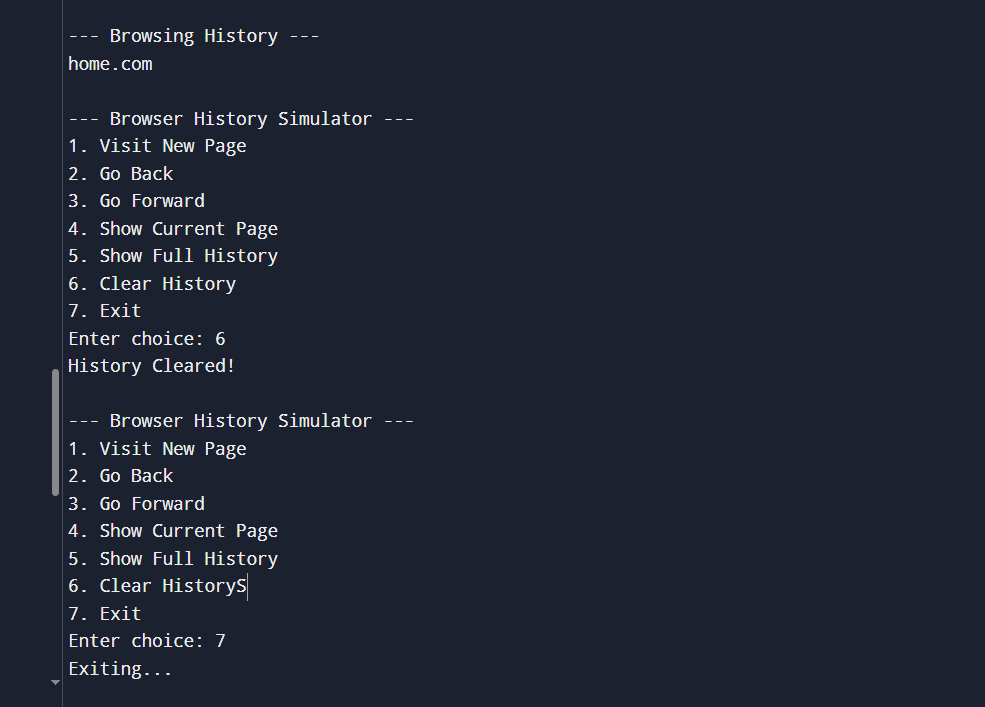 --- Browsing History ---
home.com
--- Browser History Simulator ---
1. Visit New Page
2. Go Back
3. Go Forward
4. Show Current Page
5. Show Full History
6. Clear History
7. Exit
Enter choice: 6
History Cleared!
--- Browser History Simulator ---
1. Visit New Page
2. Go Back
3. Go Forward
4. Show Current Page
5. Show Full History
6. Clear HistoryS
7. Exit
Enter choice: 7
Exiting...